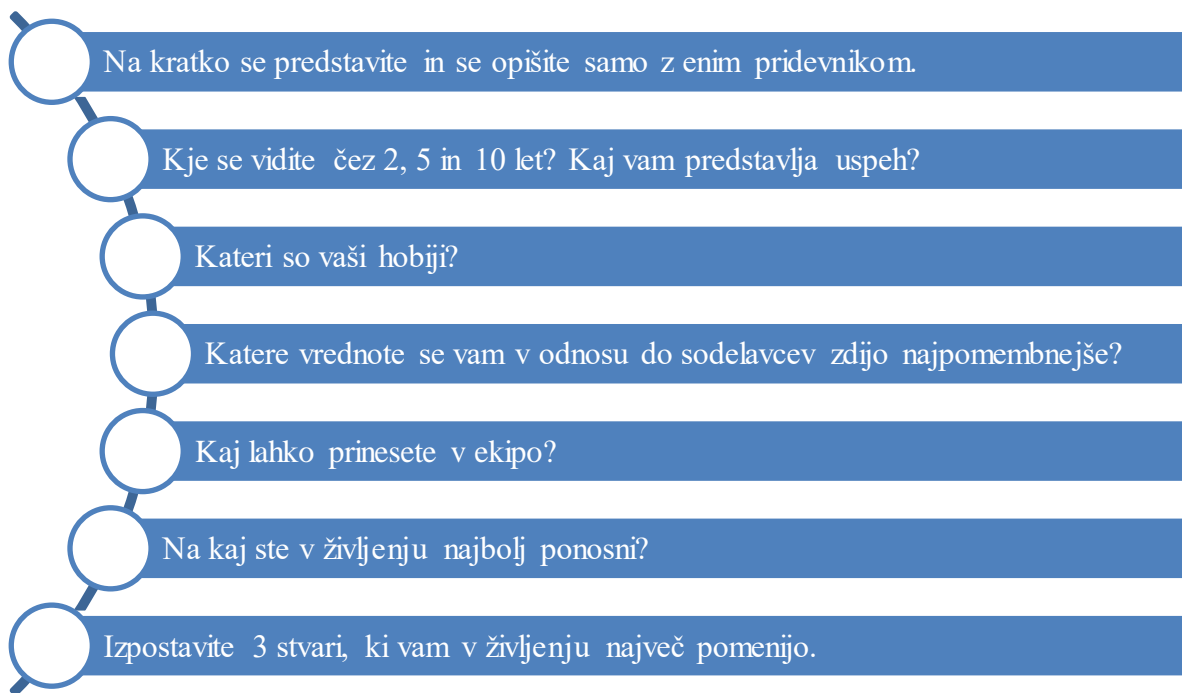 Na kratko se predstavite in se opišite samo z enim pridevnikom.
Kje se vidite čez 2, 5 in 10 let? Kaj vam predstavlja uspeh?
Kateri so vaši hobiji?
Katere vrednote se vam v odnosu do sodelavcev zdijo najpomembnejše?
Kaj lahko prinesete v ekipo?
Na kaj ste v življenju najbolj ponosni?
Izpostavite 3 stvari, ki vam v življenju največ pomenijo.